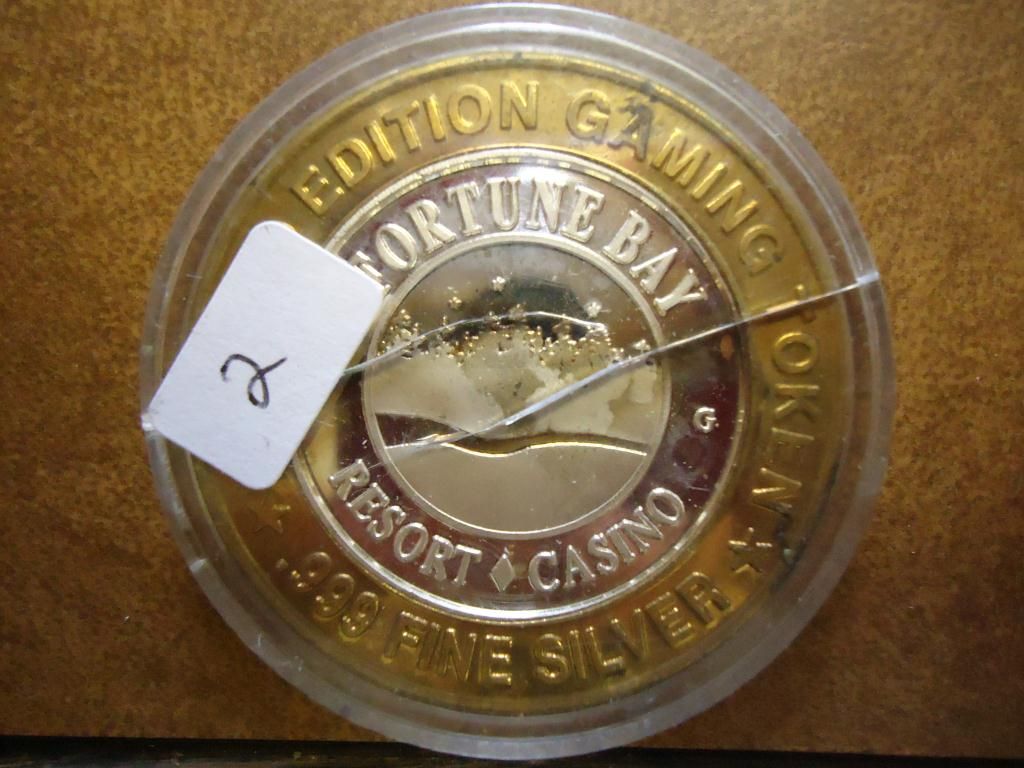 EDITION GAMING TOKEN
.999 FINE SILVER
FORTUNE BAY
RESORT ♦ CASINO
G
2